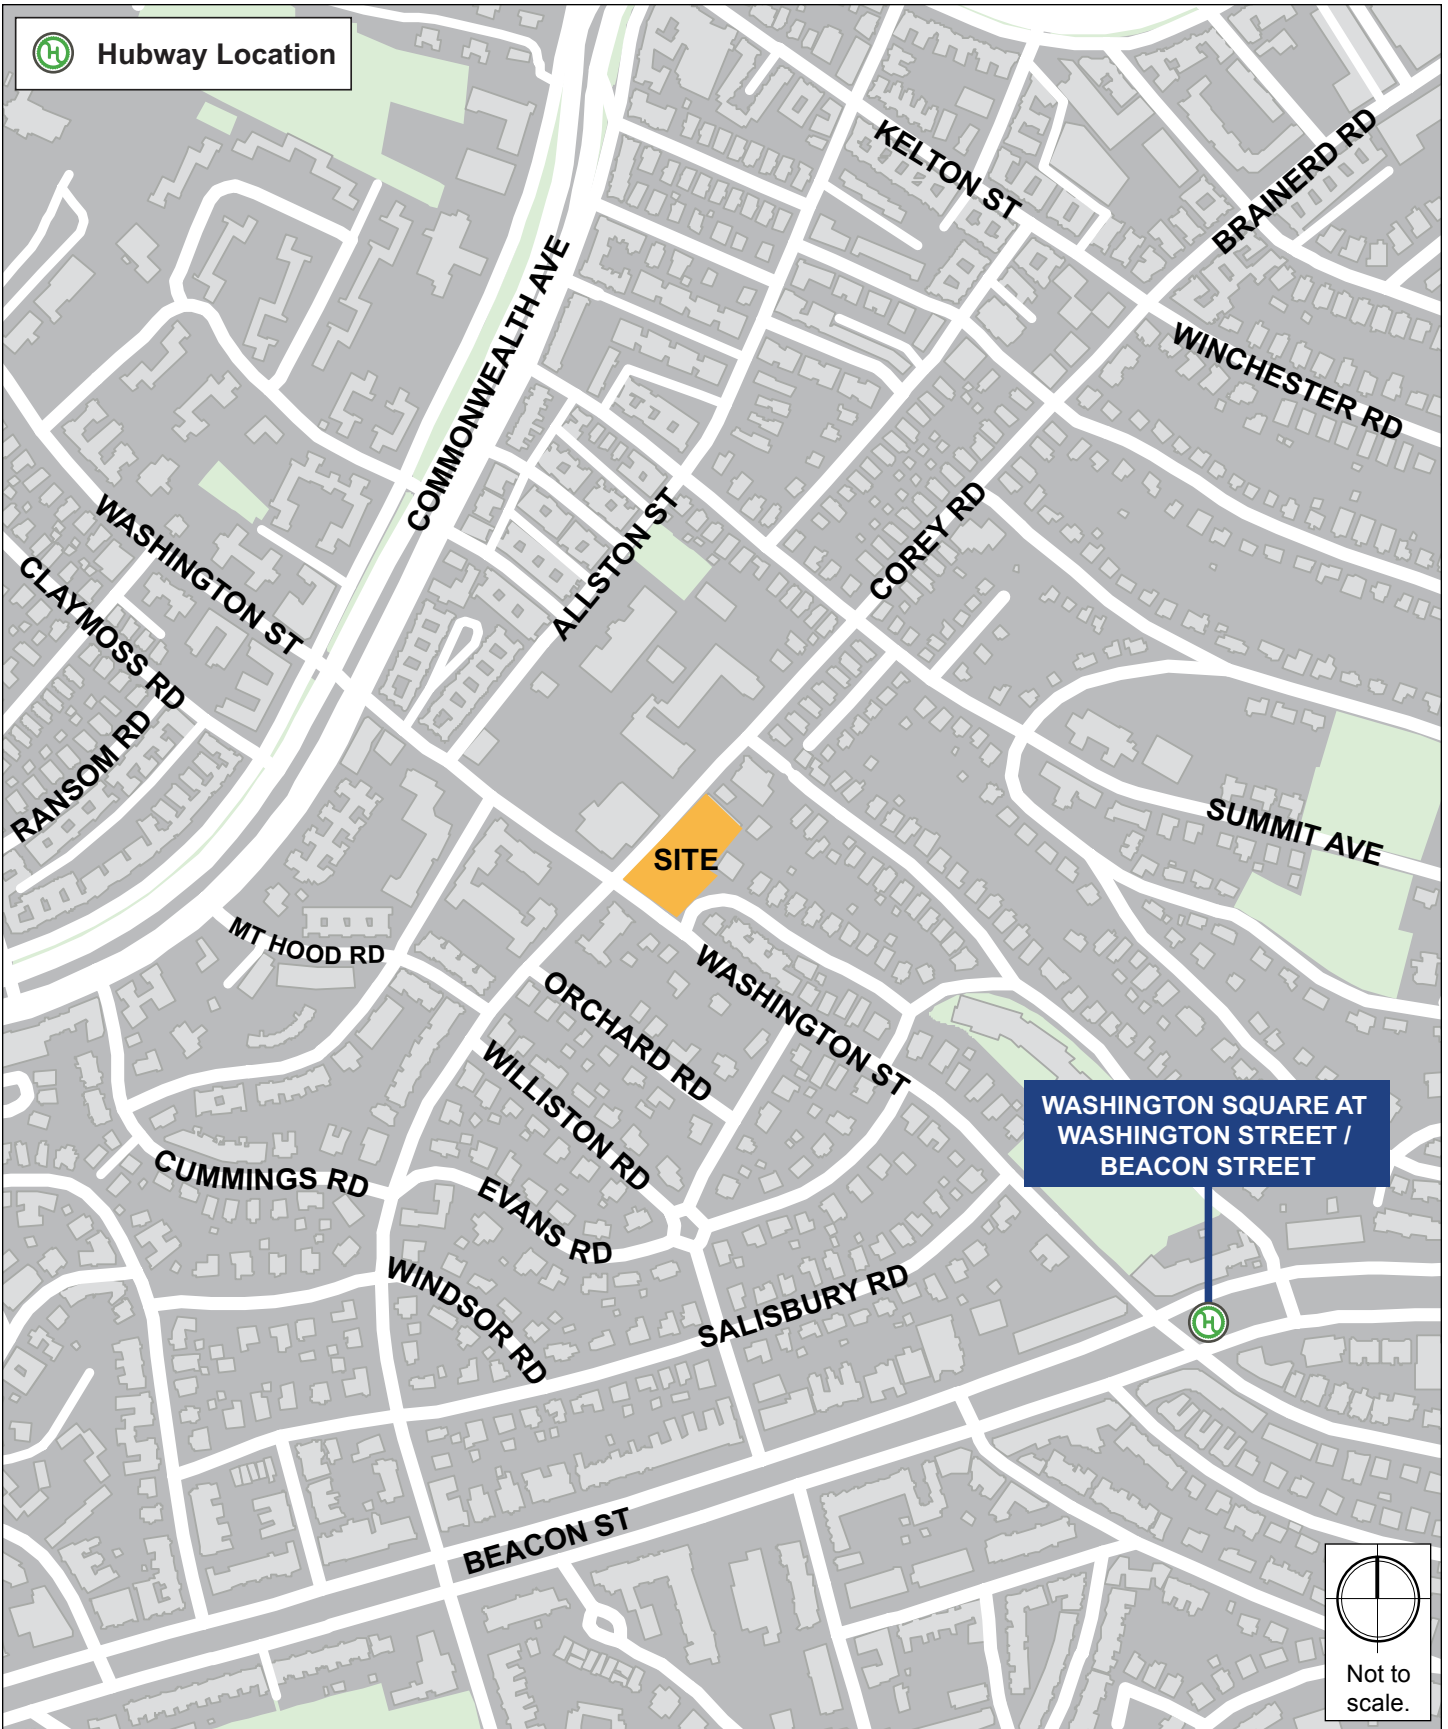 H Hubway Location
KELTON ST
BRAINERD RD
COMMONWEALTH AVE
WINCHESTER RD
WASHINGTON ST
ALLSTON ST
COREY RD
CLAYMOSS RD
RANSOM RD
SUMMIT AVE
SITE
MT HOOD RD
WASHINGTON ST
ORCHARD RD
WILLISTON RD
WASHINGTON SQUARE AT
WASHINGTON STREET /
BEACON STREET
CUMMINGS RD
EVANS RD
WINDSOR RD
SALISBURY RD
H
BEACON ST
Not to
scale.